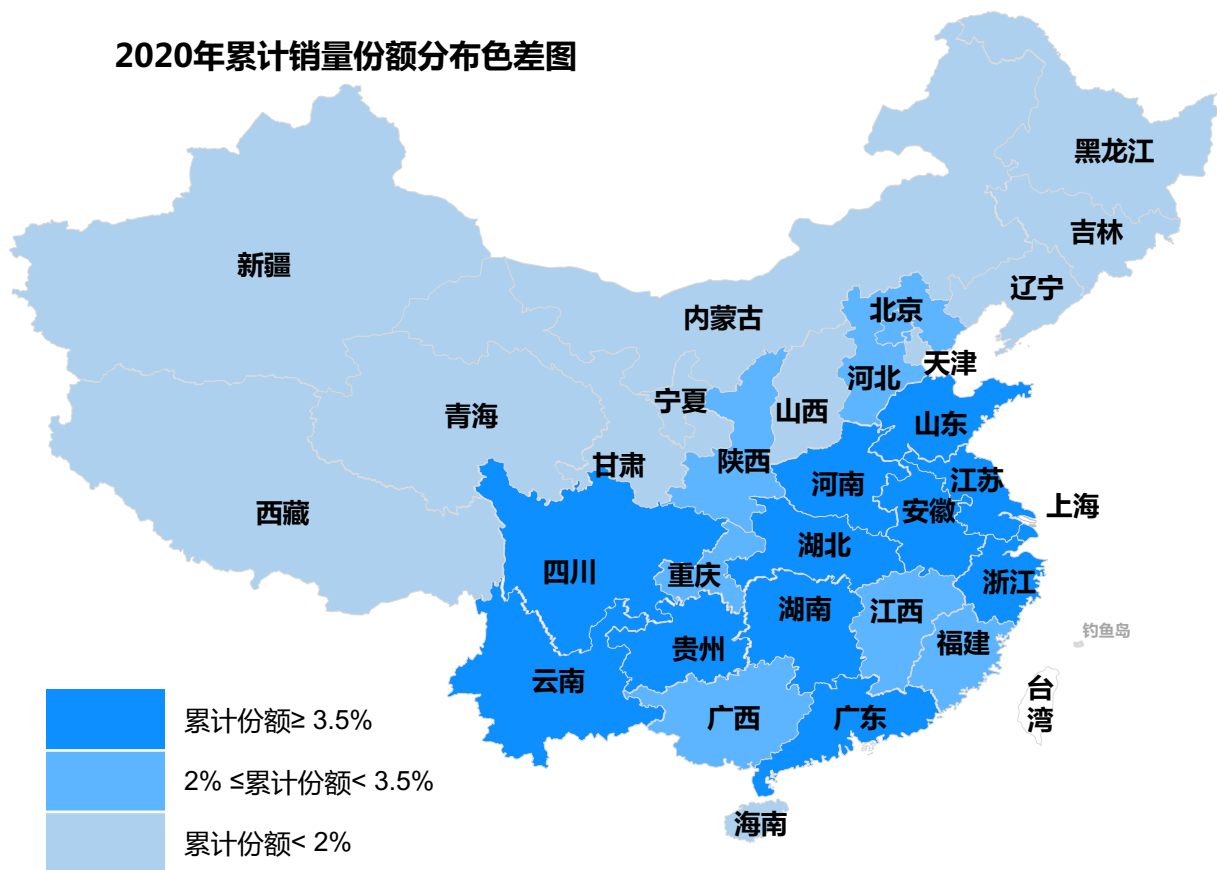 2020年累计销量份额分布色差图
黑龙江
吉林
新疆
辽宁
北京
内蒙古
天津
河北
宁夏
山西
青海
山东
陕西
甘肃
河南
江苏
上海
西藏
安徽
湖北
四川
重庆
浙江
湖南
江西
钓鱼岛
福建
贵州
云南
台
湾
广西
广东
累计份额≥ 3.5%
2% ≤累计份额< 3.5%
海南
累计份额< 2%